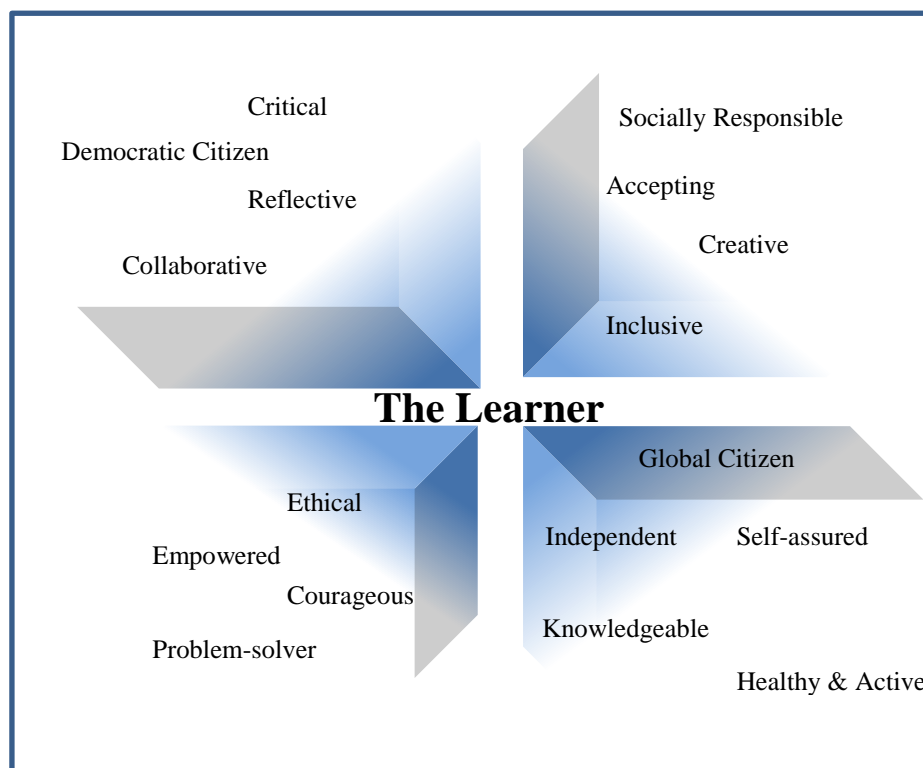 Critical
Socially Responsible
Democratic Citizen
Accepting
Reflective
Creative
Collaborative
Inclusive
The Learner
Global Citizen
Ethical
Independent
Self-assured
Empowered
Courageous
Knowledgeable
Problem-solver
Healthy & Active